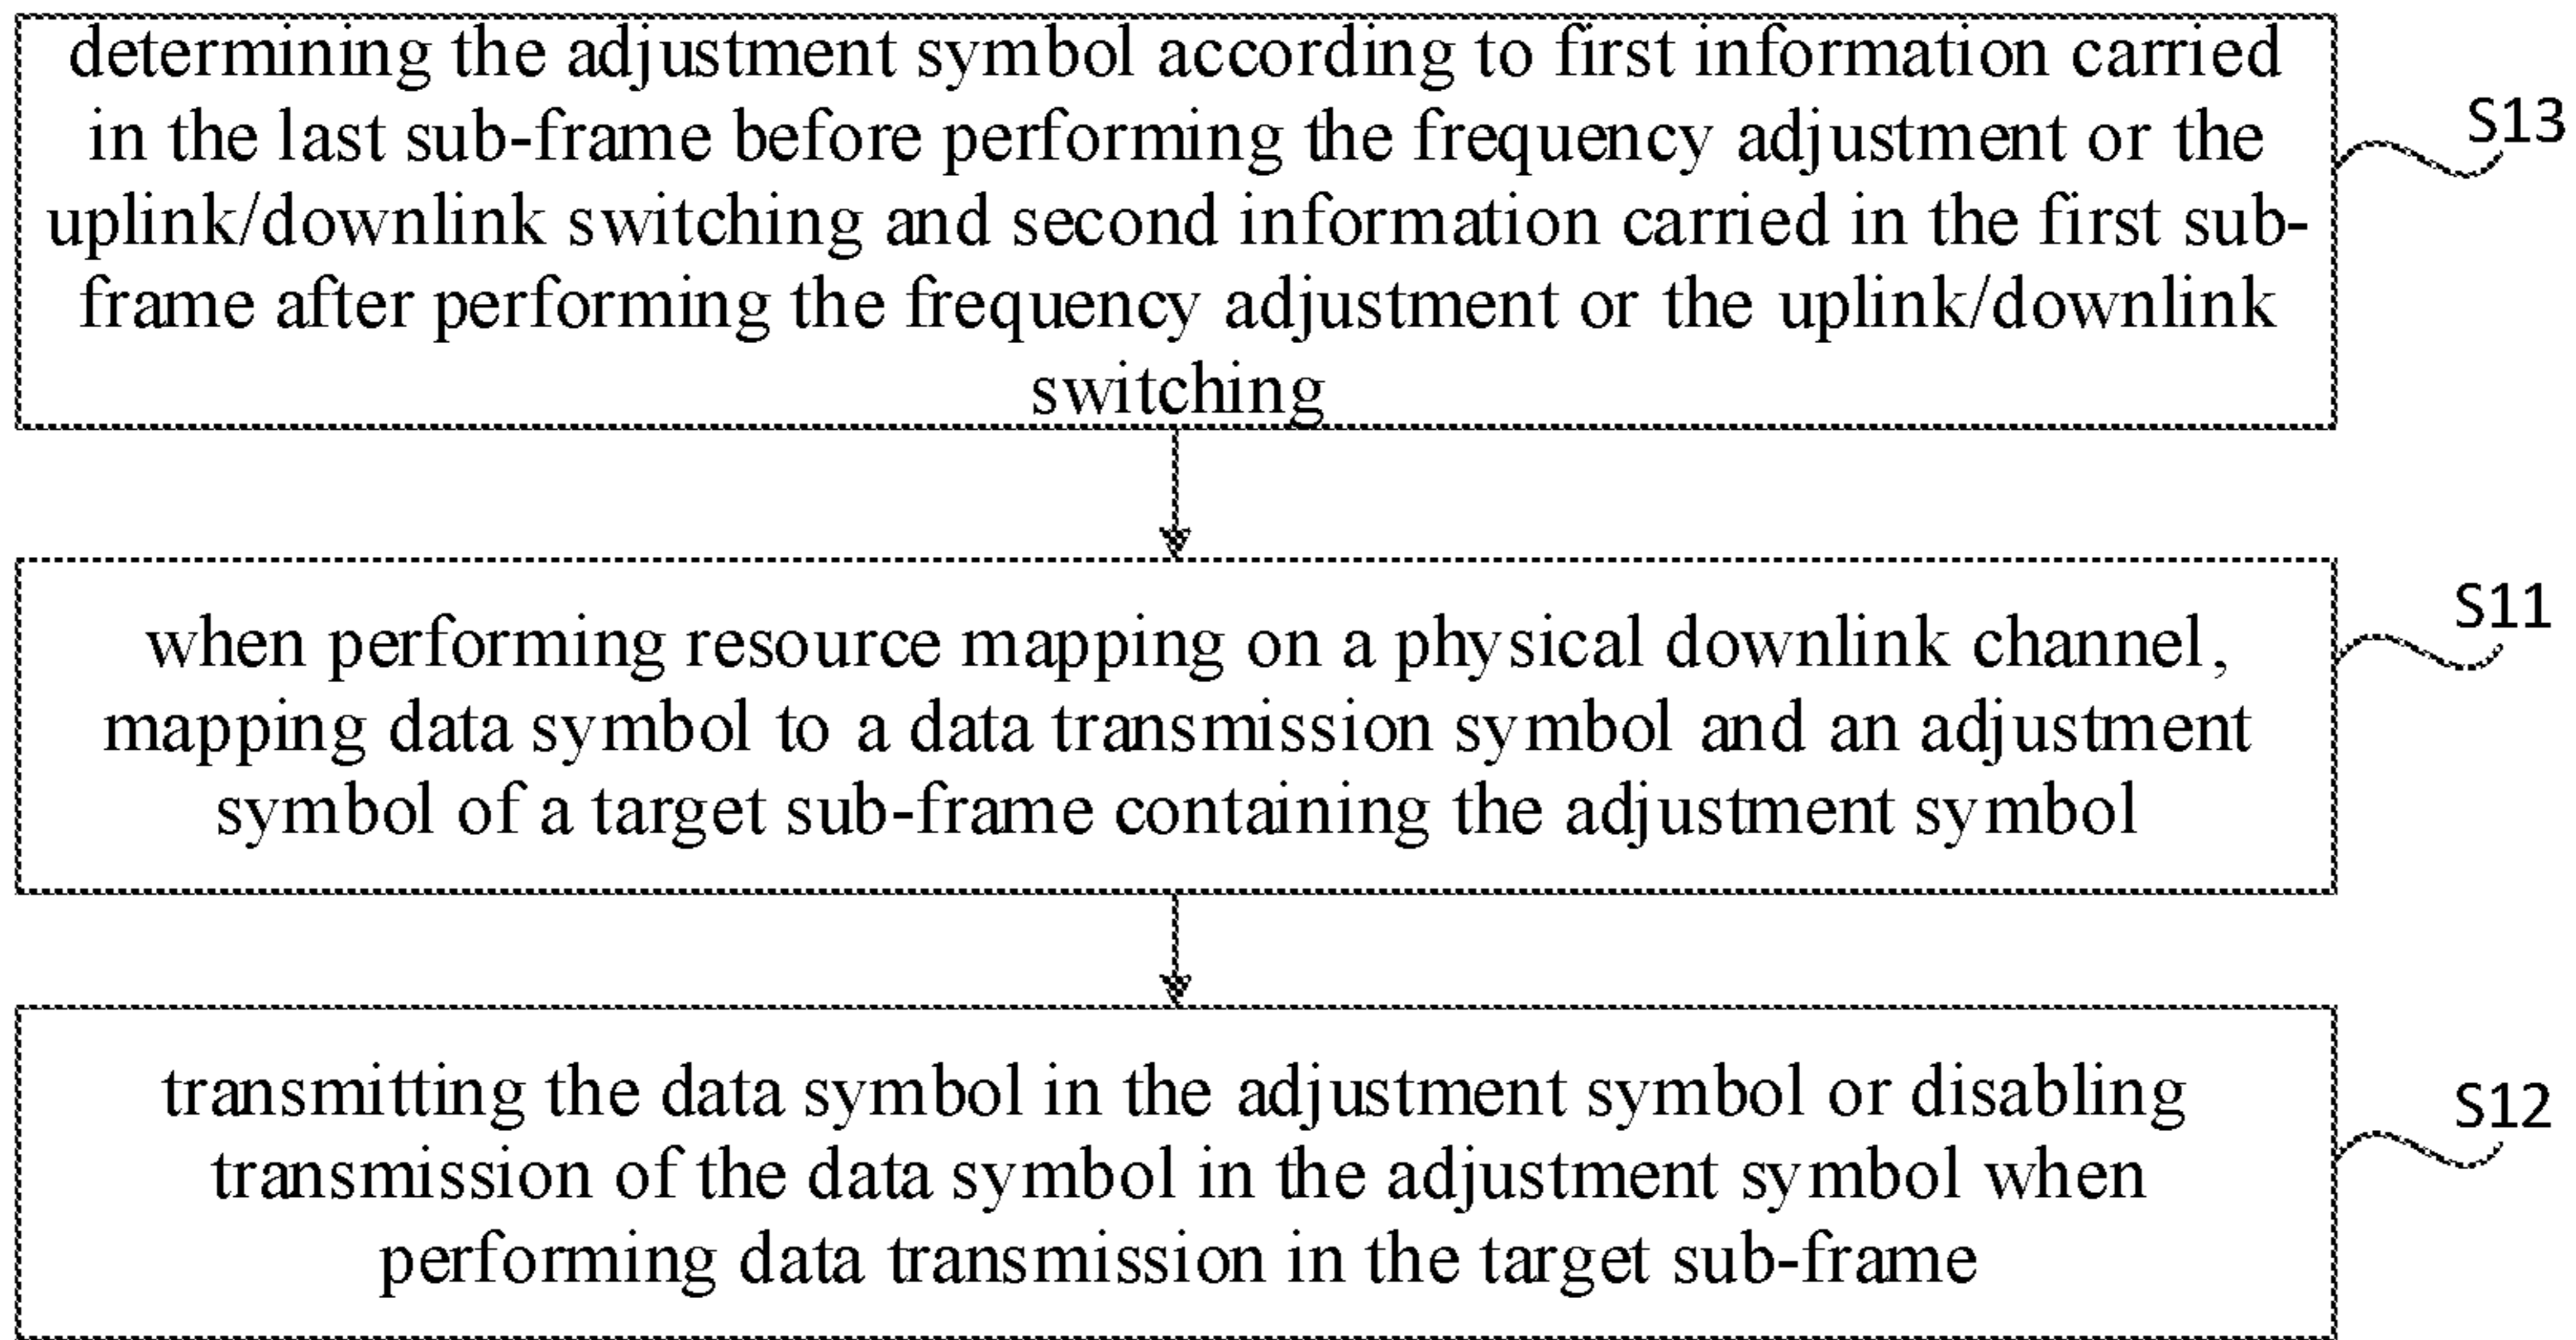 determining the adjustment symbol according to first information carried
in the last sub-frame before performing the frequency adjustment or the
uplink/downlink switching and second information carried in the first sub-
frame after performing the frequency adjustment or the uplink/downlink
switching
S13
when performing resource mapping on a physical downlink channel,
mapping data symbol to a data transmission symbol and an adjustment
symbol of a target sub-frame containing the adjustment symbol
S11
transmitting the data symbol in the adjustment symbol or disabling
transmission of the data symbol in the adjustment symbol when
performing data transmission in the target sub-frame
S12